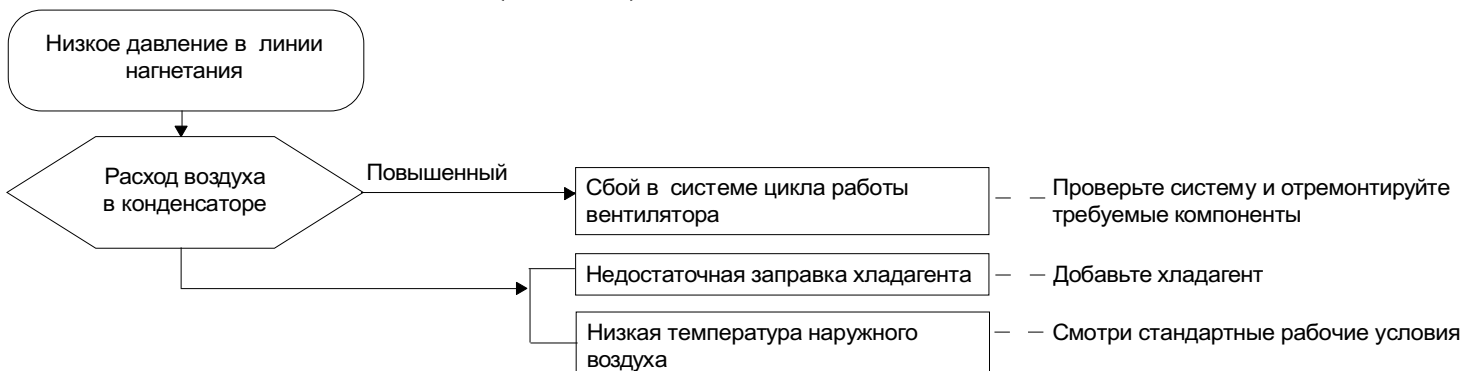 Низкое давление в линии
нагнетания
Расход воздуха
в конденсаторе
Повышенный
Сбой в системе цикла работы
вентилятора
Проверьте систему и отремонтируйте
требуемые компоненты
Недостаточная заправка хладагента
Добавьте хладагент
Низкая температура наружного
воздуха
Смотри стандартные рабочие условия